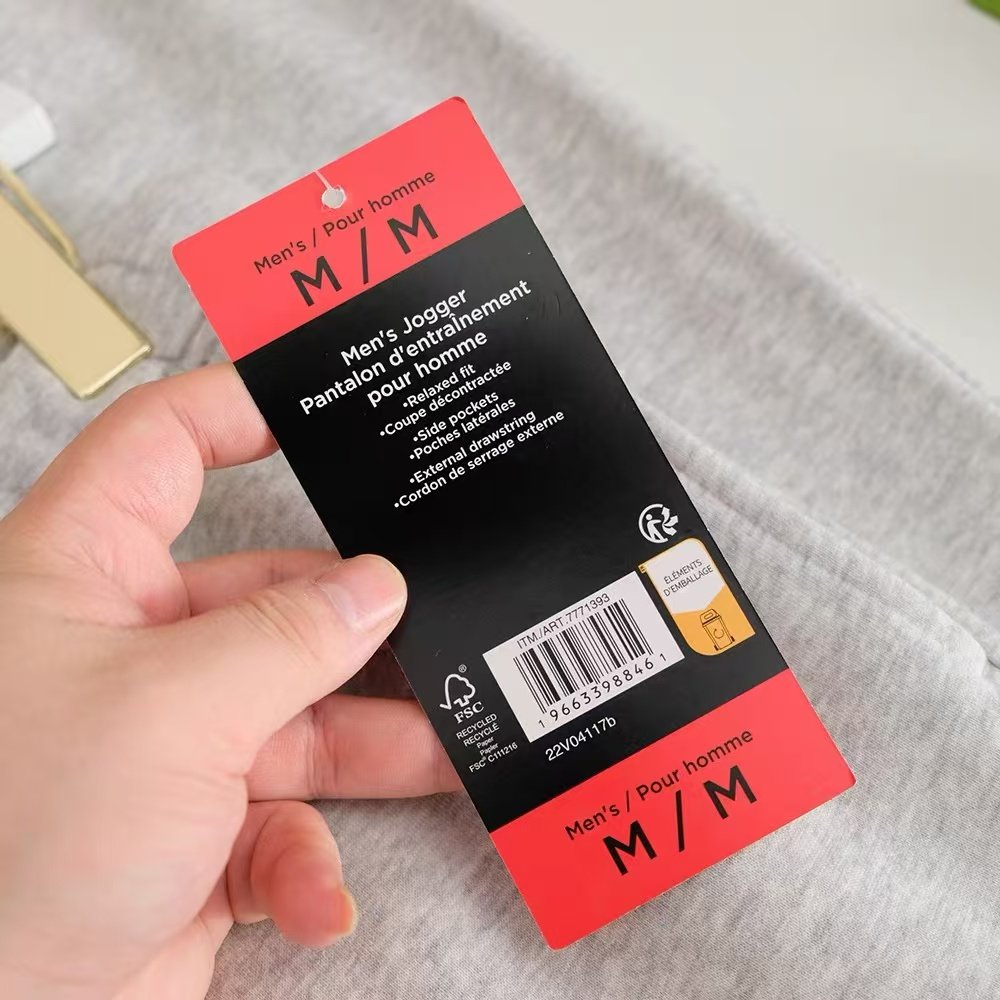 Men's / Pour homme
M / M
Men's Jogger
Pantalon d'entraînement
pour homme
•Relaxed fit
•Coupe décontractée
•Side pockets
•Poches latérales
•External drawstring
•Cordon de serrage externe
ÉLÉMENTS
D'EMBALLAGE
ITM./ART.7771393
1 96633 98846 1
FSC
®
RECYCLED
RECYCLÉ
Paper
Papier
FSC® C111216
22V04117b
Men's / Pour homme
M / M